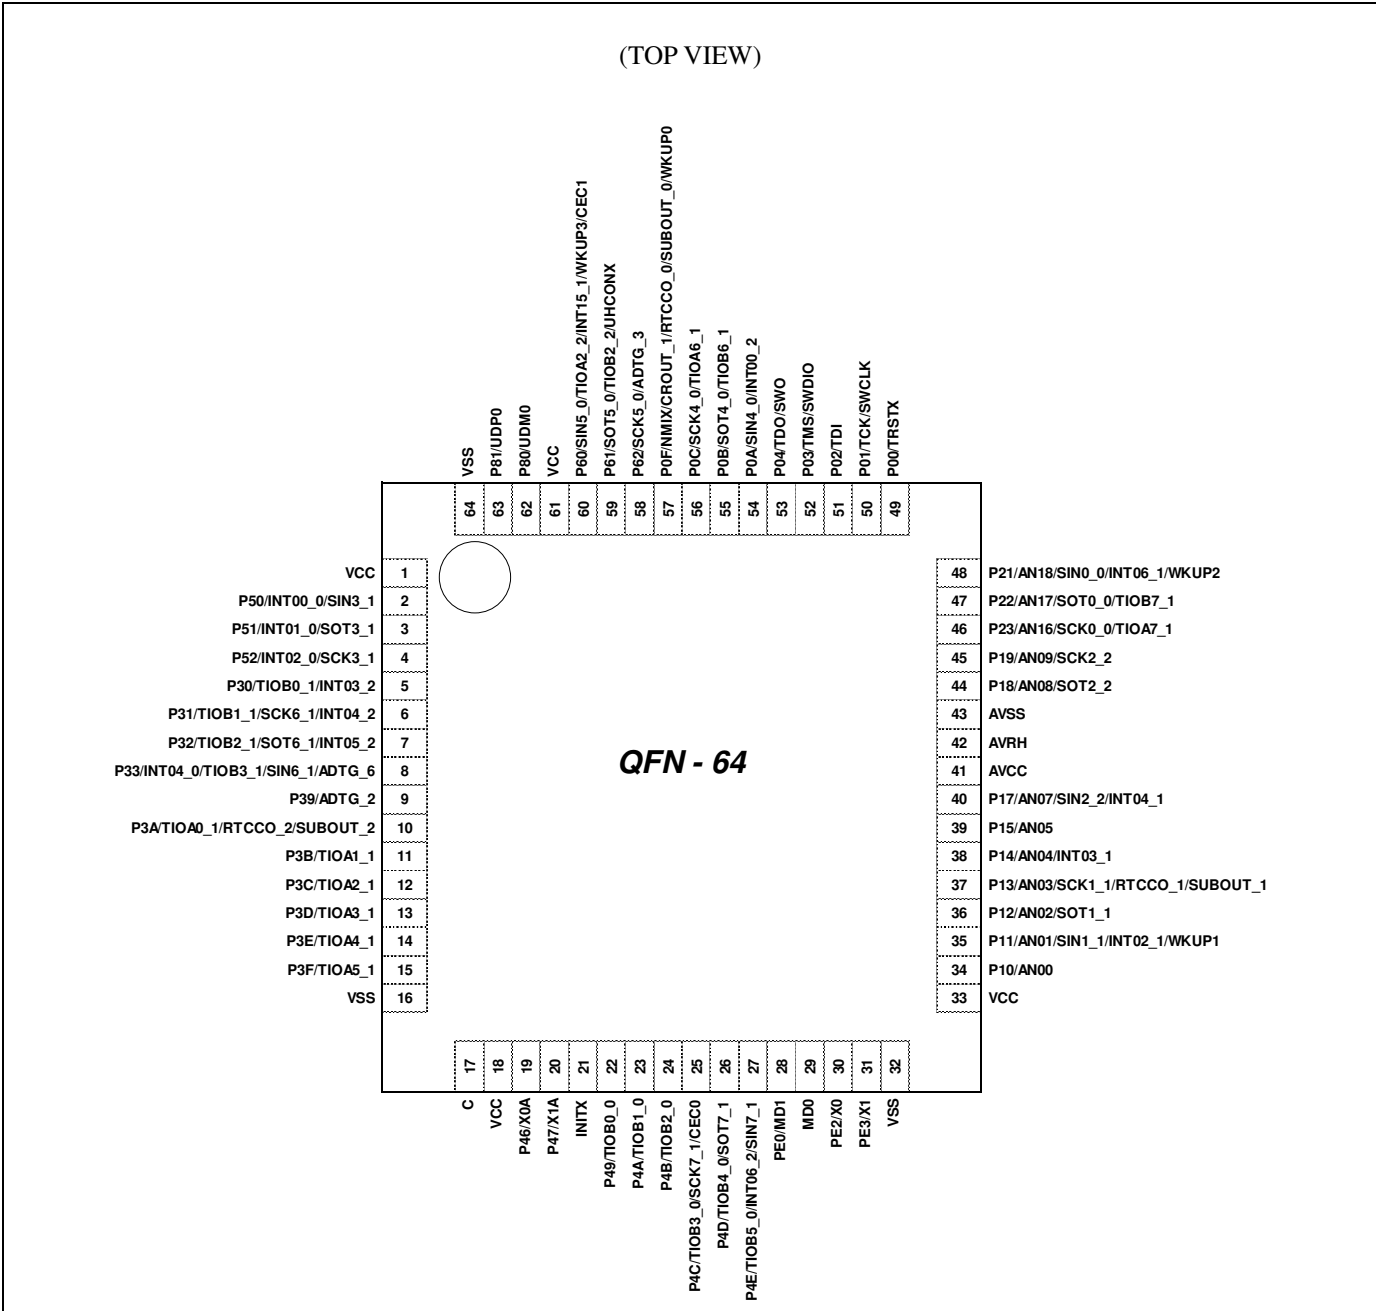 (TOP VIEW)
VSS
P81/UDP0
P80/UDM0
VCC
P60/SIN5_0/TIOA2_2/INT15_1/WKUP3/CEC1
P61/SOT5_0/TIOB2_2/UHCONX
P62/SCK5_0/ADTG_3
P0F/NMIX/CROUT_1/RTCCO_0/SUBOUT_0/WKUP0
P0C/SCK4_0/TIOA6_1
P0B/SOT4_0/TIOB6_1
P0A/SIN4_0/INT00_2
P04/TDO/SWO
P03/TMS/SWDIO
P02/TDI
P01/TCK/SWCLK
P00/TRSTX
64 63 62 61 60 59 58 57 56 55 54 53 52 51 50 49
VCC 1
P50/INT00_0/SIN3_1 2
P51/INT01_0/SOT3_1 3
P52/INT02_0/SCK3_1 4
P30/TIOB0_1/INT03_2 5
P31/TIOB1_1/SCK6_1/INT04_2 6
P32/TIOB2_1/SOT6_1/INT05_2 7
P33/INT04_0/TIOB3_1/SIN6_1/ADTG_6 8
P39/ADTG_2 9
P3A/TIOA0_1/RTCCO_2/SUBOUT_2 10
P3B/TIOA1_1 11
P3C/TIOA2_1 12
P3D/TIOA3_1 13
P3E/TIOA4_1 14
P3F/TIOA5_1 15
VSS 16
QFN - 64
48 P21/AN18/SIN0_0/INT06_1/WKUP2
47 P22/AN17/SOT0_0/TIOB7_1
46 P23/AN16/SCK0_0/TIOA7_1
45 P19/AN09/SCK2_2
44 P18/AN08/SOT2_2
43 AVSS
42 AVRH
41 AVCC
40 P17/AN07/SIN2_2/INT04_1
39 P15/AN05
38 P14/AN04/INT03_1
37 P13/AN03/SCK1_1/RTCCO_1/SUBOUT_1
36 P12/AN02/SOT1_1
35 P11/AN01/SIN1_1/INT02_1/WKUP1
34 P10/AN00
33 VCC
17 18 19 20 21 22 23 24 25 26 27 28 29 30 31 32
C
VCC
P46/X0A
P47/X1A
INITX
P49/TIOB0_0
P4A/TIOB1_0
P4B/TIOB2_0
P4C/TIOB3_0/SCK7_1/CEC0
P4D/TIOB4_0/SOT7_1
P4E/TIOB5_0/INT06_2/SIN7_1
PE0/MD1
MD0
PE2/X0
PE3/X1
VSS